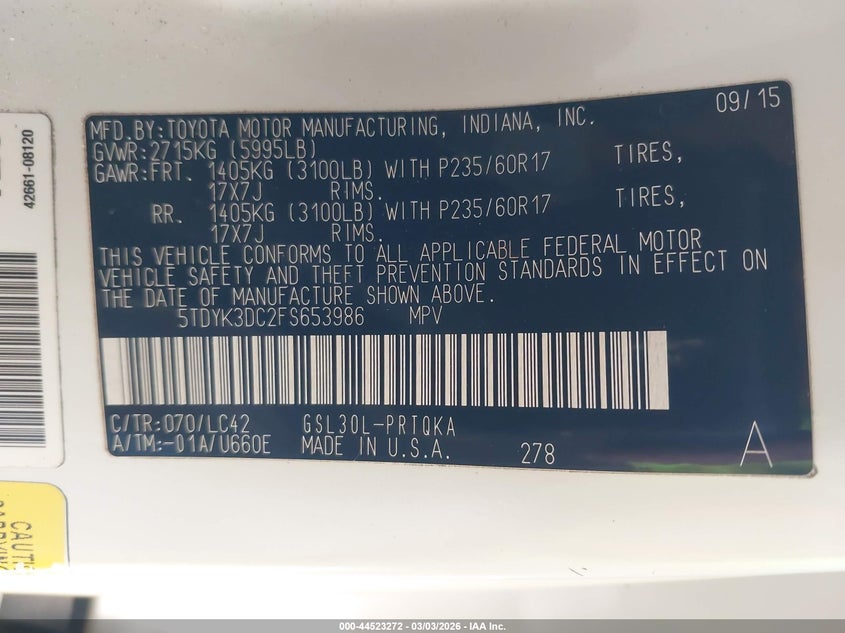 09/15
MFD.BY:TOYOTA MOTOR MANUFACTURING, INDIANA, INC.
GVWR:2715KG (5995LB)
GAWR:FRT. 1405KG (3100LB) WITH P235/60R17 TIRES,
17X7J RIMS.
RR. 1405KG (3100LB) WITH P235/60R17 TIRES,
17X7J RIMS.
THIS VEHICLE CONFORMS TO ALL APPLICABLE FEDERAL MOTOR
VEHICLE SAFETY AND THEFT PREVENTION STANDARDS IN EFFECT ON
THE DATE OF MANUFACTURE SHOWN ABOVE.
5TDYK3DC2FS653986 MPV
C/TR:070/LC42 GSL30L-PRTQKA
A/TM:-01A/U660E MADE IN U.S.A. 278 A
42661-08120
000-44523272 — 03/03/2026 — IAA Inc.